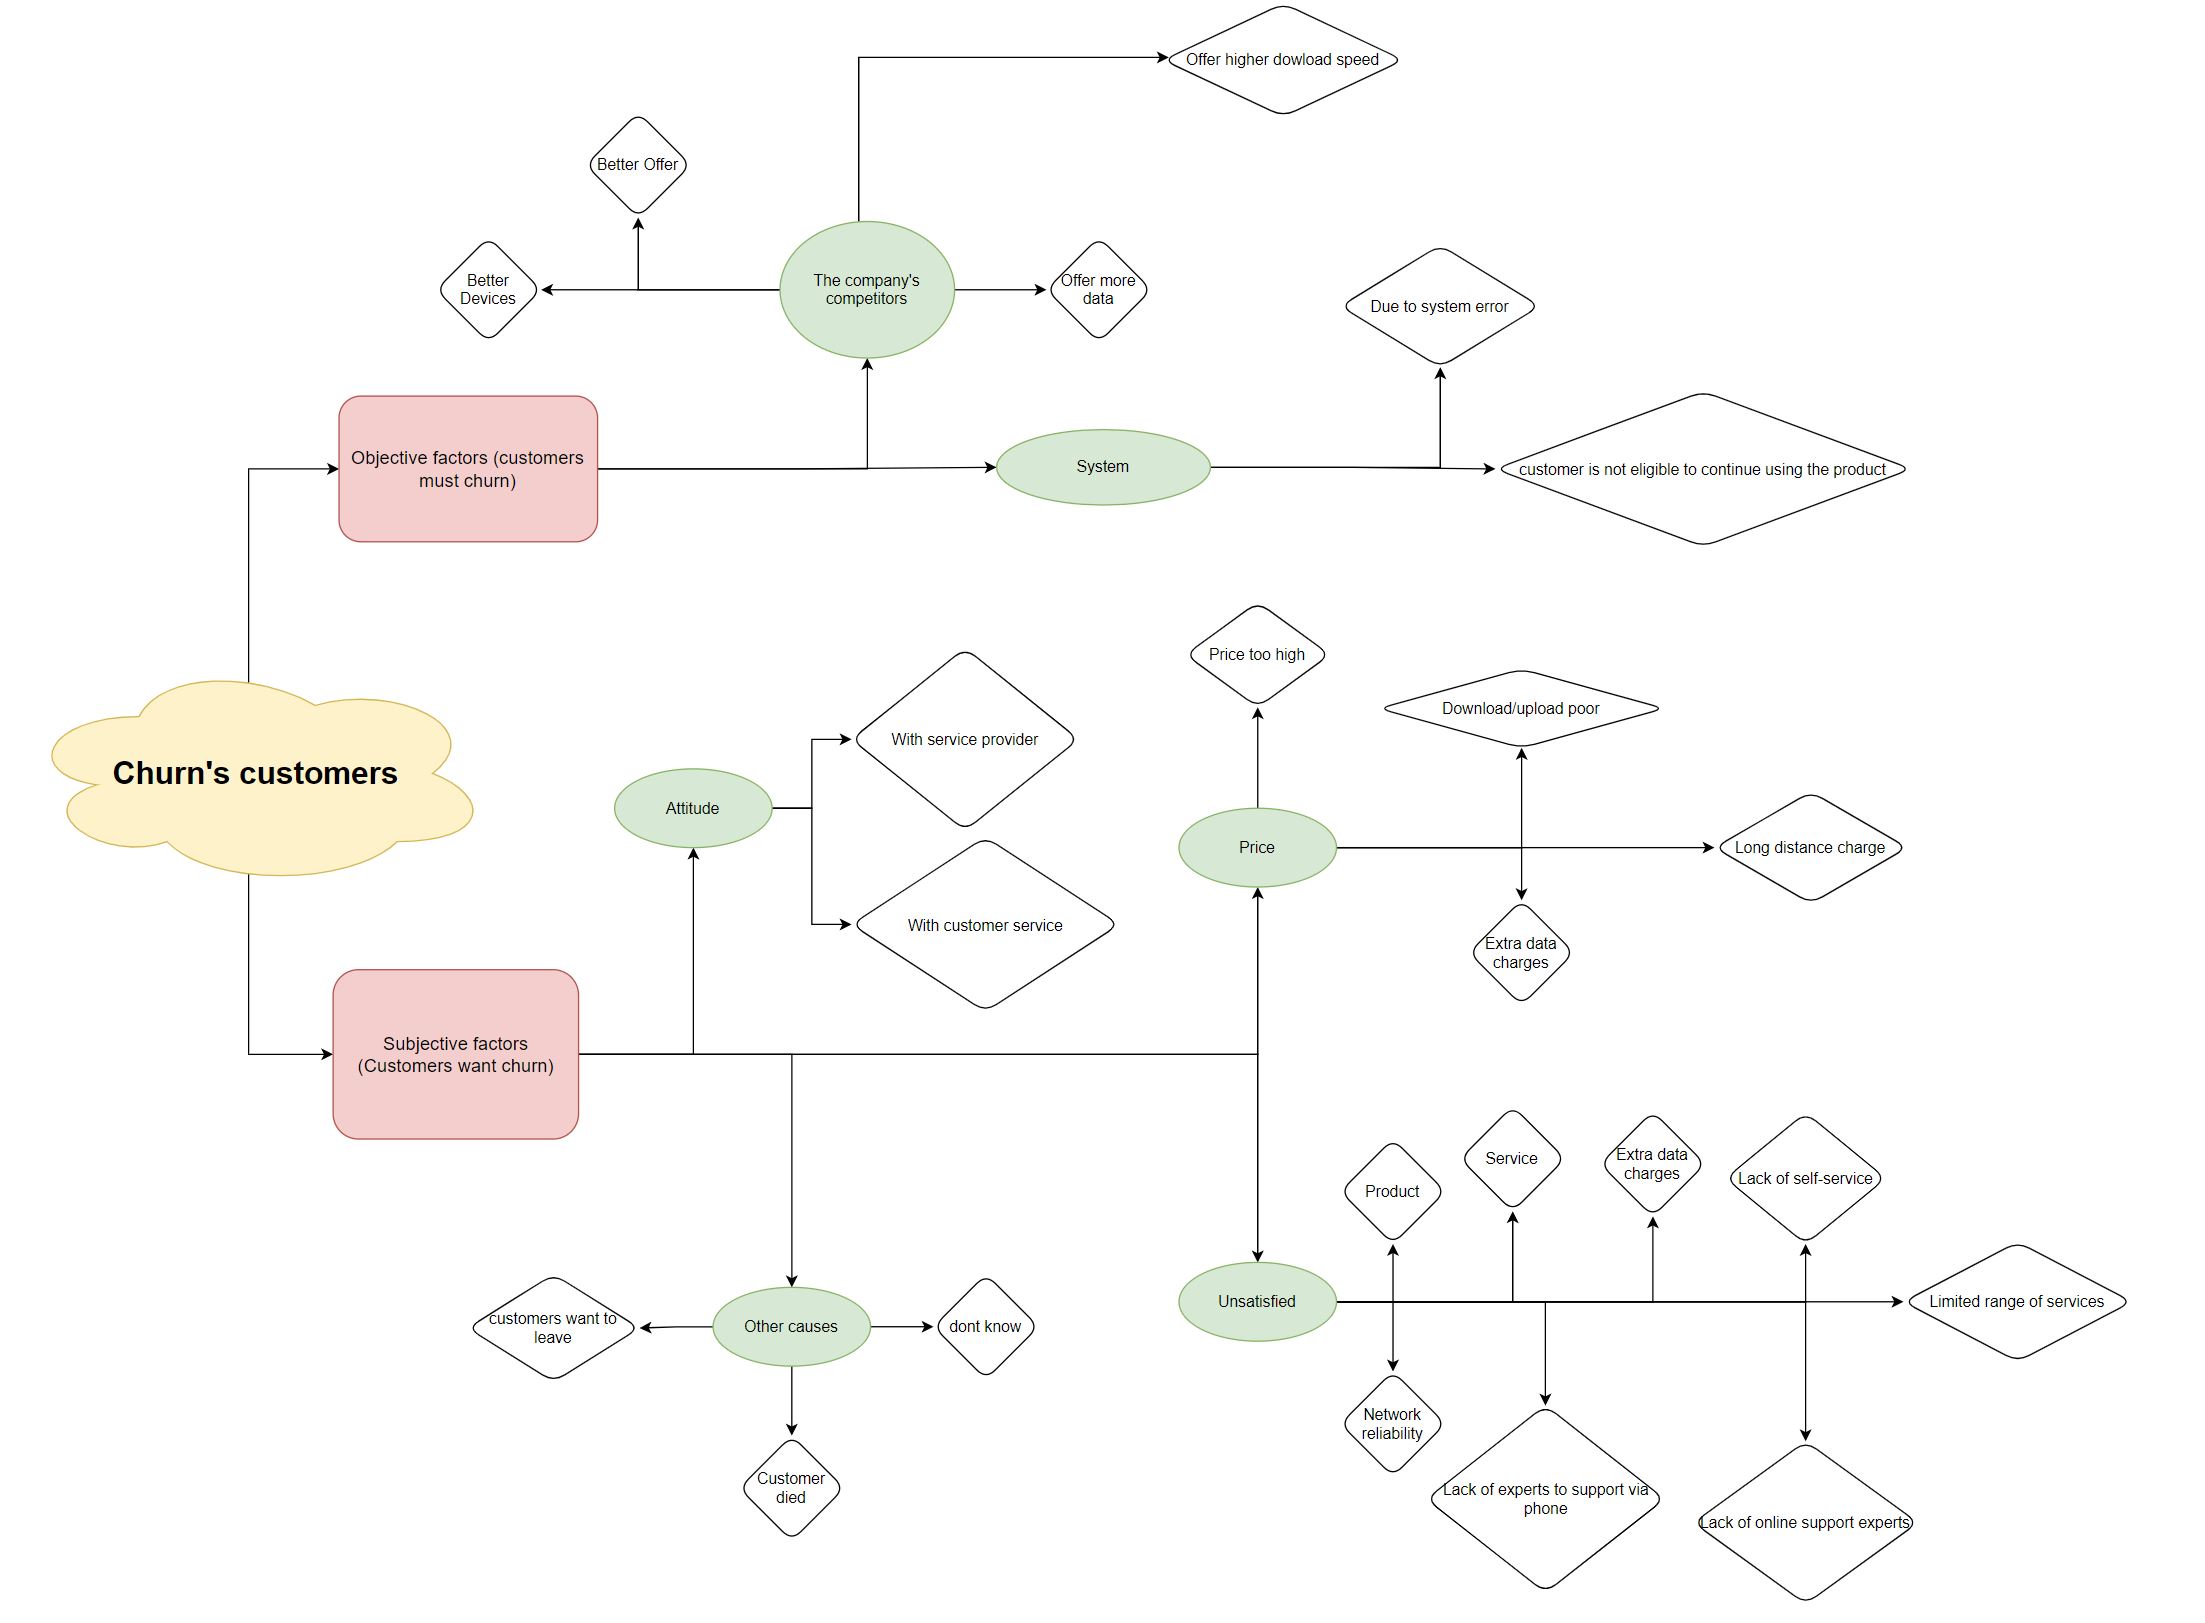 Offer higher dowload speed
Better Offer
Better
Devices
The company's
competitors
Offer more
data
Due to system error
Objective factors (customers
must churn)
System
customer is not eligible to continue using the product
Price too high
With service provider
Download/upload poor
Churn's customers
Attitude
Price
Long distance charge
With customer service
Extra data
charges
Subjective factors
(Customers want churn)
Product
Service
Extra data
charges
Lack of self-service
Unsatisfied
Limited range of services
customers want to
leave
Other causes
dont know
Network
reliability
Customer
died
Lack of experts to support via
phone
Lack of online support experts